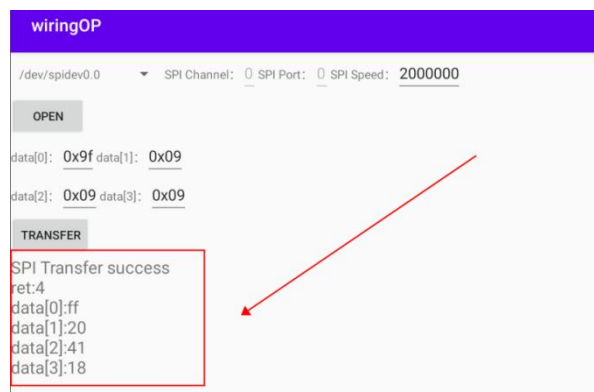 wiringOP
/dev/spidev0.0 SPI Channel: 0 SPI Port: 0 SPI Speed: 2000000
OPEN
data[0]: 0x9f data[1]: 0x09
data[2]: 0x09 data[3]: 0x09
TRANSFER
SPI Transfer success
ret:4
data[0]:ff
data[1]:20
data[2]:41
data[3]:18